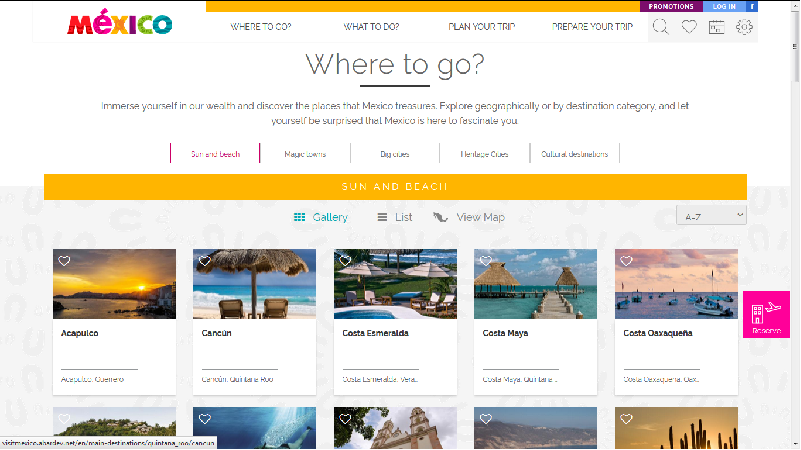 PROMOTIONS LOG IN f
méxico
WHERE TO GO? WHAT TO DO? PLAN YOUR TRIP PREPARE YOUR TRIP
Where to go?
Immerse yourself in our wealth and discover the places that Mexico treasures. Explore geographically or by destination category, and let
yourself be surprised that Mexico is here to fascinate you.
Sun and beach Magic towns Big cities Heritage Cities Cultural destinations
SUN AND BEACH
Gallery List View Map A-Z
Reserve
Acapulco Cancún Costa Esmeralda Costa Maya Costa Oaxaqueña
Acapulco, Guerrero Cancún, Quintana Roo Costa Esmeralda, Vera... Costa Maya, Quintana ... Costa Oaxaqueña, Oax...
visitmexico.abardev.net/en/main-destinations/quintana_roo/cancun